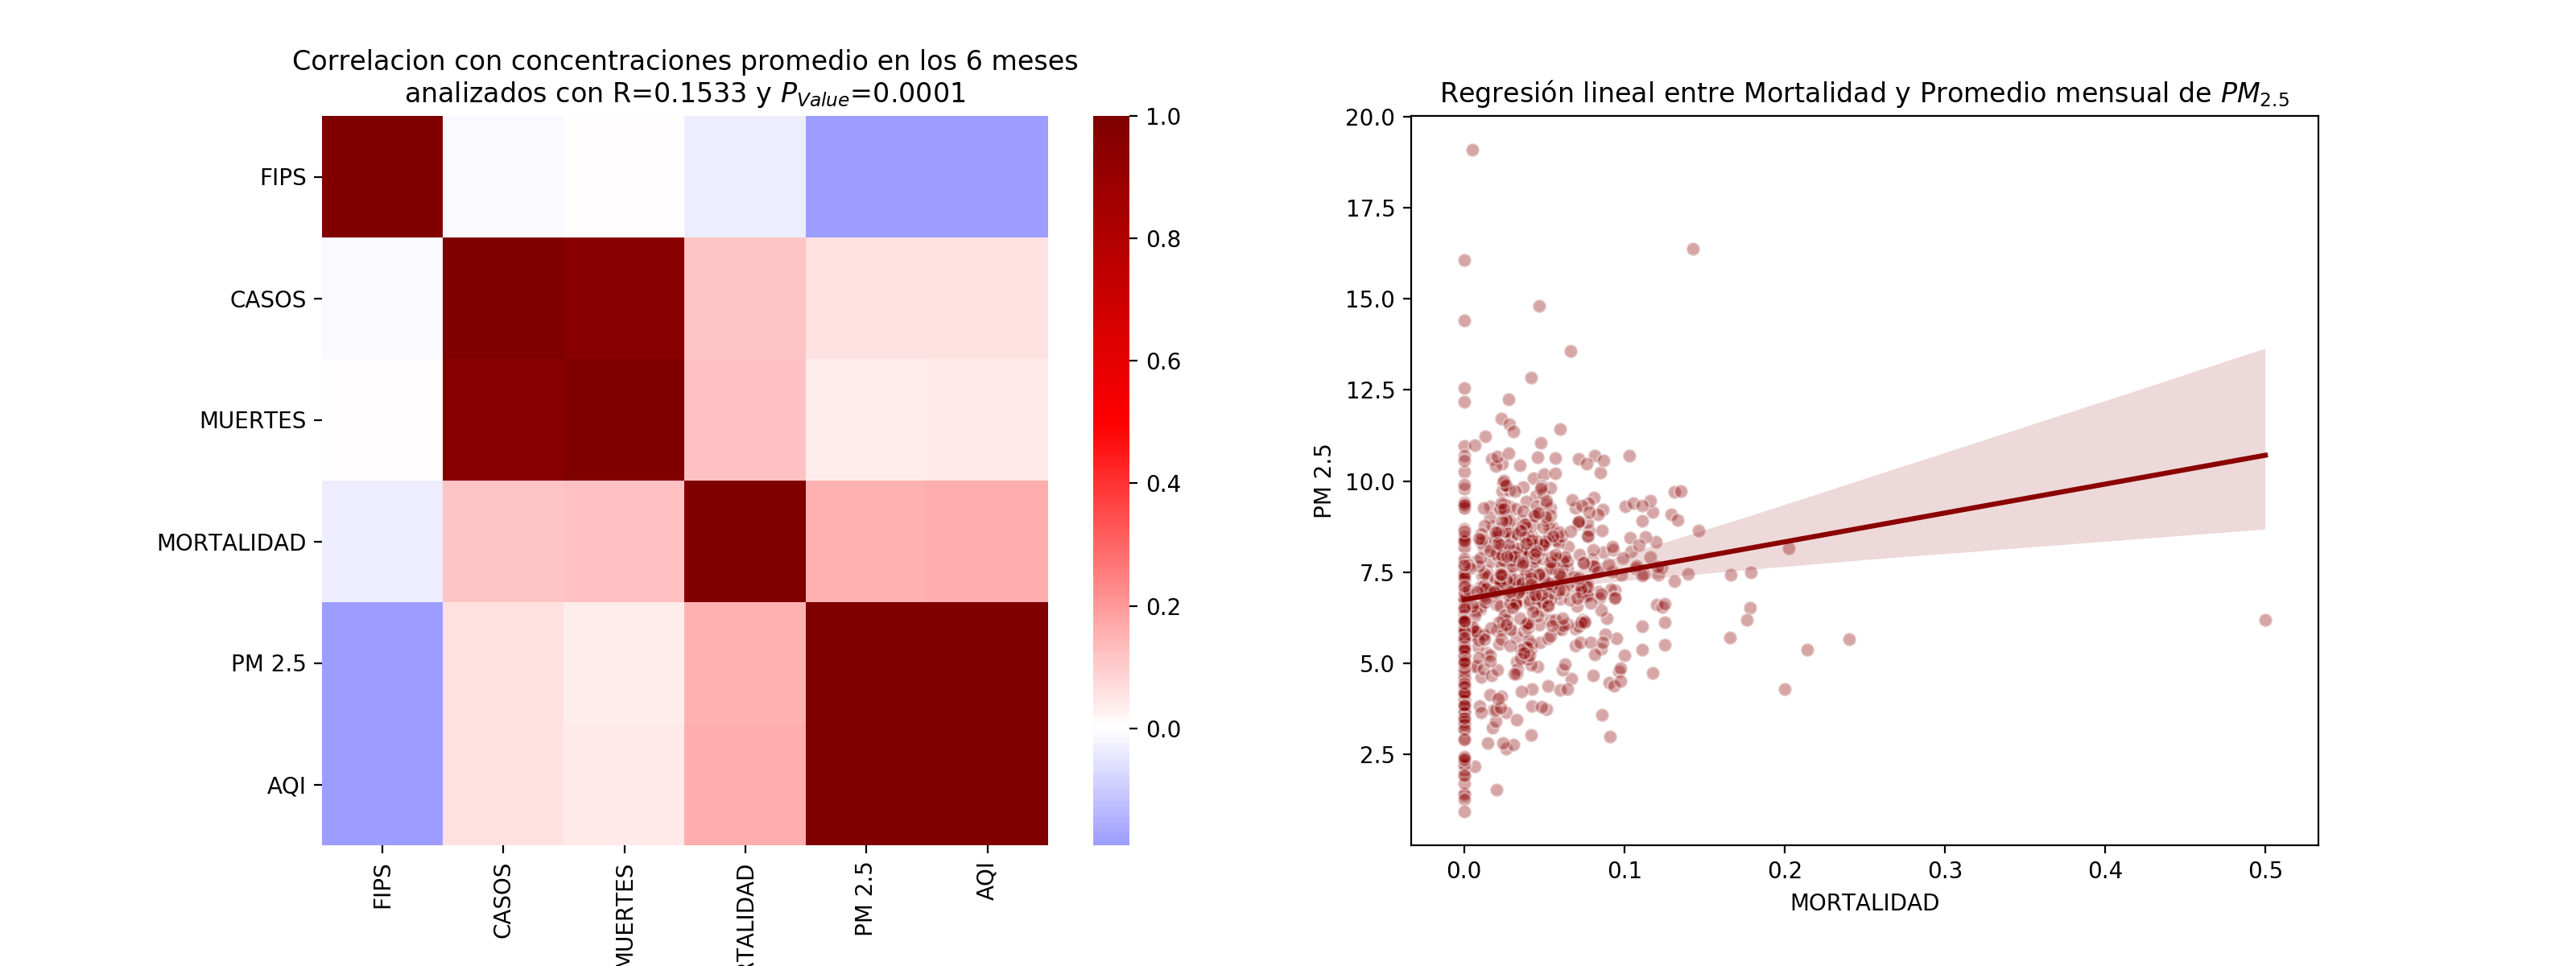 Correlacion con concentraciones promedio en los 6 meses
analizados con R=0.1533 y P_Value=0.0001
FIPS
CASOS
MUERTES
MORTALIDAD
PM 2.5
AQI
FIPS
CASOS
MUERTES
RTALIDAD
PM 2.5
AQI
1.0
0.8
0.6
0.4
0.2
0.0
Regresión lineal entre Mortalidad y Promedio mensual de PM_2.5
20.0
17.5
15.0
12.5
10.0
7.5
5.0
2.5
PM 2.5
0.0
0.1
0.2
0.3
0.4
0.5
MORTALIDAD